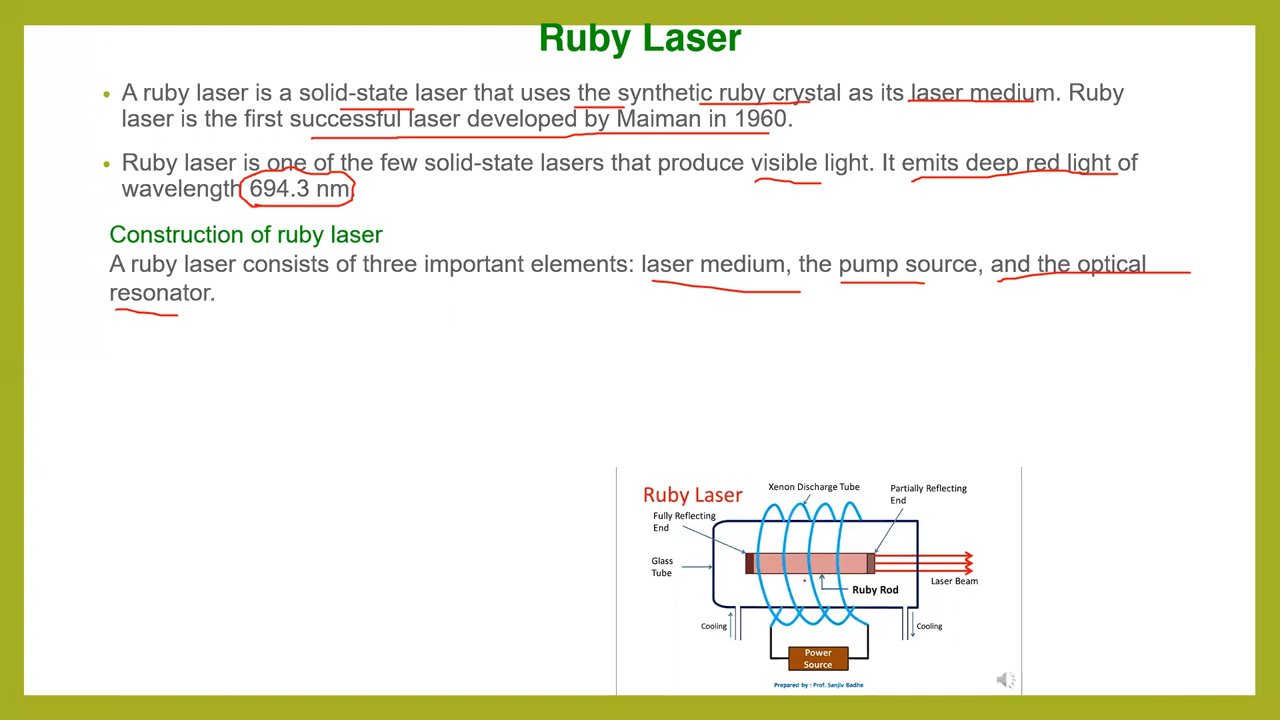 Ruby Laser
• A ruby laser is a solid-state laser that uses the synthetic ruby crystal as its laser medium. Ruby
laser is the first successful laser developed by Maiman in 1960.
• Ruby laser is one of the few solid-state lasers that produce visible light. It emits deep red light of
wavelength 694.3 nm.
Construction of ruby laser
A ruby laser consists of three important elements: laser medium, the pump source, and the optical
resonator.
Ruby Laser
Xenon Discharge Tube
Partially Reflecting
End
Fully Reflecting
End
Glass
Tube
Laser Beam
Ruby Rod
Cooling
Cooling
Power
Source
Prepared by : Prof. Sanjiv Badhe